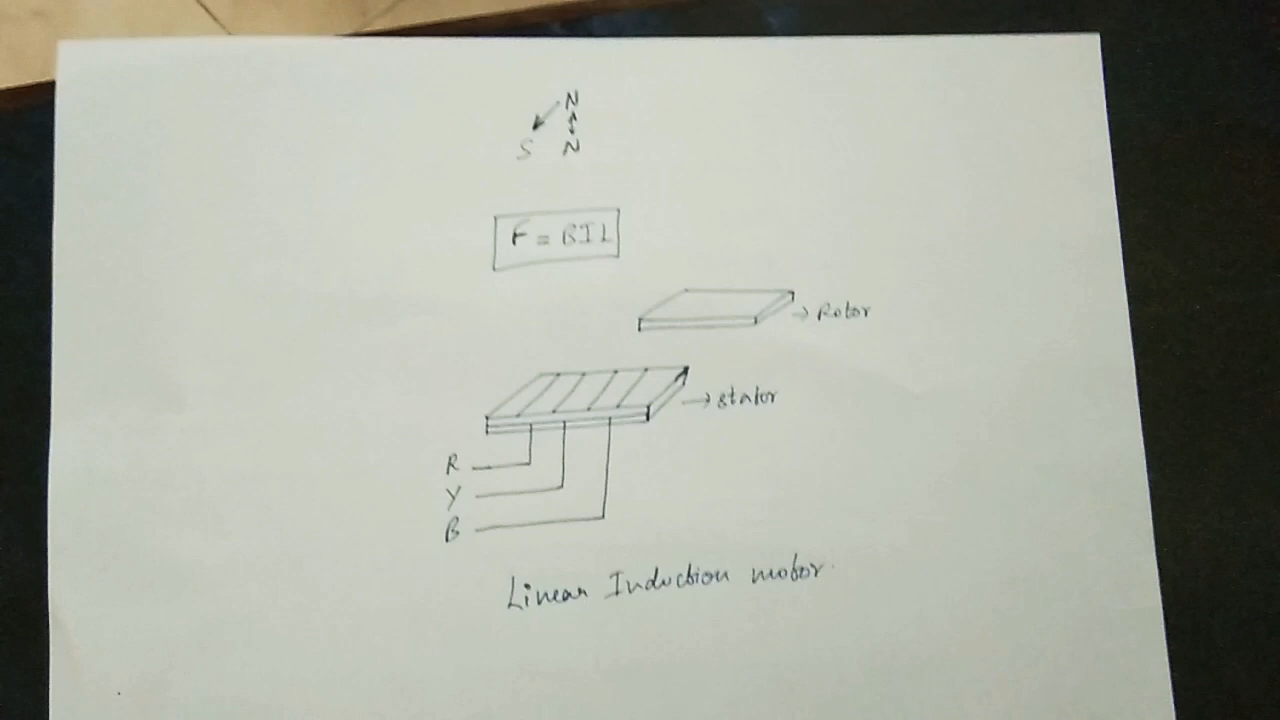 N
S N
F = BIL
→ Rotor
→ stator
R
Y
B
Linear Induction motor